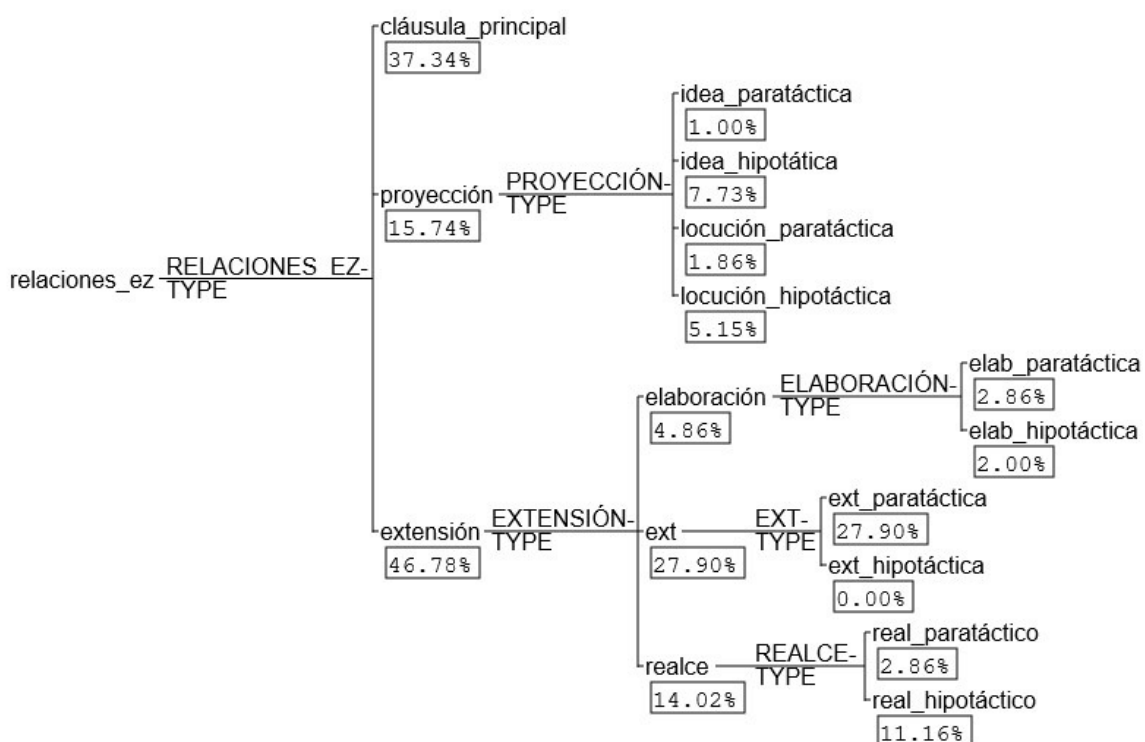 cláusula_principal
37.34%
idea_paratáctica
1.00%
idea_hipotática
7.73%
proyección PROYECCIÓN-
TYPE
15.74%
locución_paratáctica
1.86%
relaciones_ez RELACIONES_EZ-
TYPE
locución_hipotáctica
5.15%
elab_paratáctica
2.86%
elaboración ELABORACIÓN-
TYPE
4.86%
elab_hipotáctica
2.00%
ext_paratáctica
27.90%
extensión EXTENSIÓN-
TYPE
46.78%
ext EXT-
TYPE
27.90%
ext_hipotáctica
0.00%
real_paratáctico
2.86%
realce REALCE-
TYPE
14.02%
real_hipotáctico
11.16%